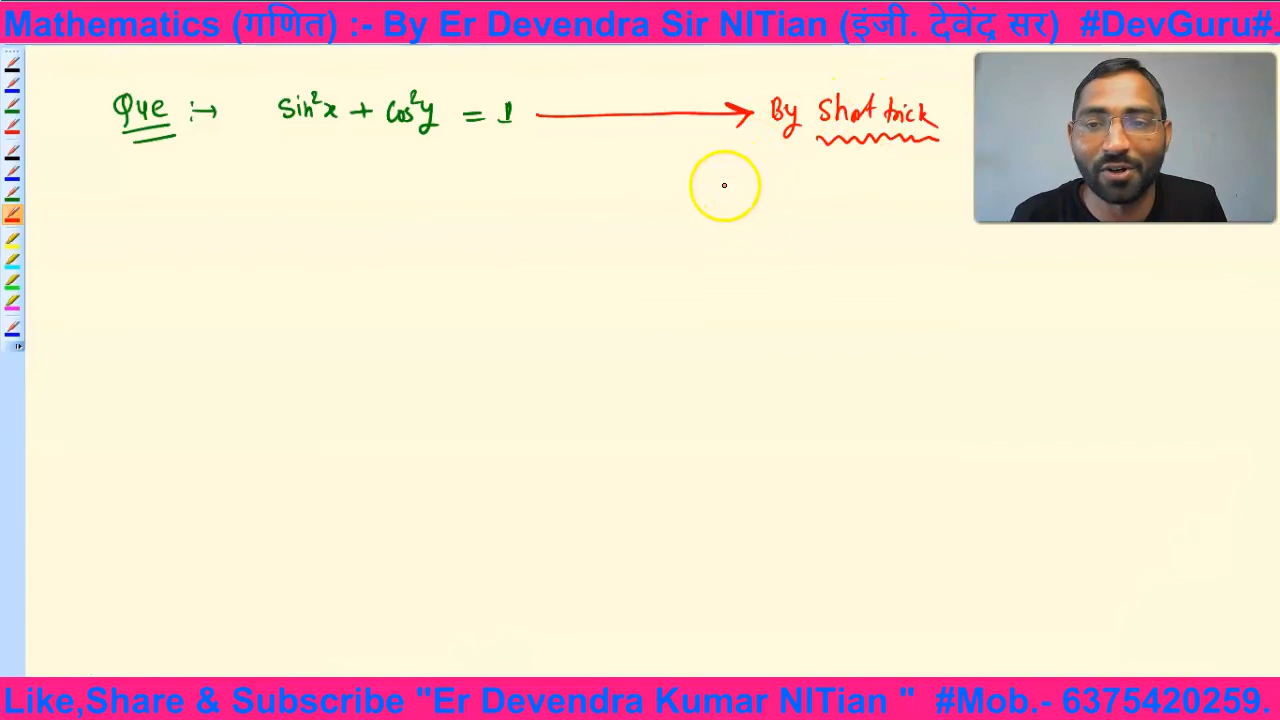 Mathematics (गणित) :- By Er Devendra Sir NITian (इंजी. देवेंद्र सर) #DevGuru#.
Que :→ Sin²x + Cos²y = 1 → By Shot trick
Like,Share & Subscribe "Er Devendra Kumar NITian " #Mob.- 6375420259.